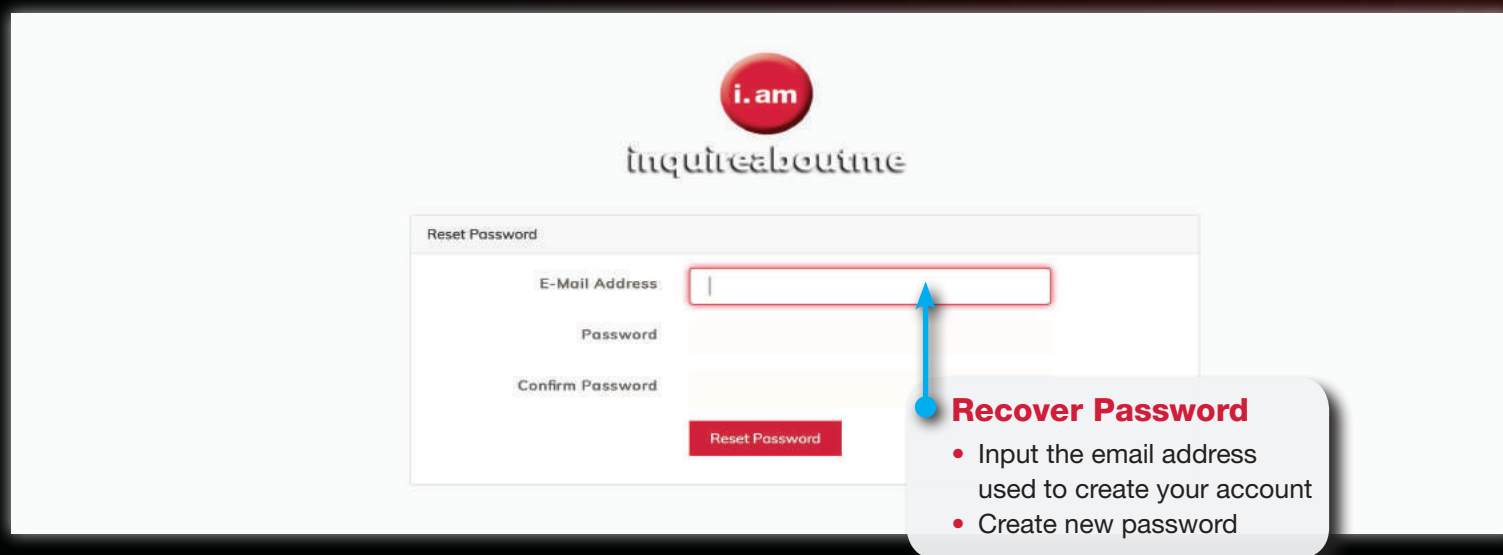 i.am
inquireaboutme
Reset Password
E-Mail Address
Password
Confirm Password
Reset Password
Recover Password
• Input the email address
used to create your account
• Create new password